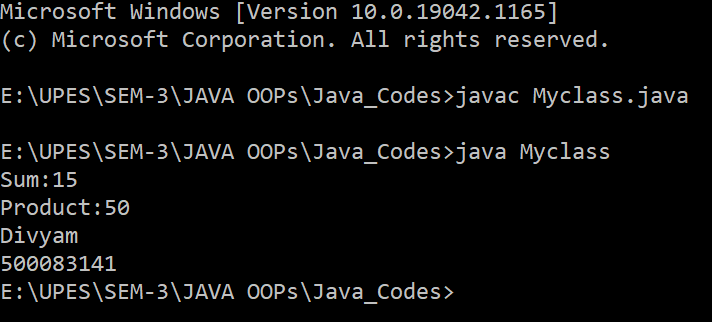 Microsoft Windows [Version 10.0.19042.1165]
(c) Microsoft Corporation. All rights reserved.
E:\UPES\SEM-3\JAVA OOPs\Java_Codes>javac Myclass.java
E:\UPES\SEM-3\JAVA OOPs\Java_Codes>java Myclass
Sum:15
Product:50
Divyam
500083141
E:\UPES\SEM-3\JAVA OOPs\Java_Codes>